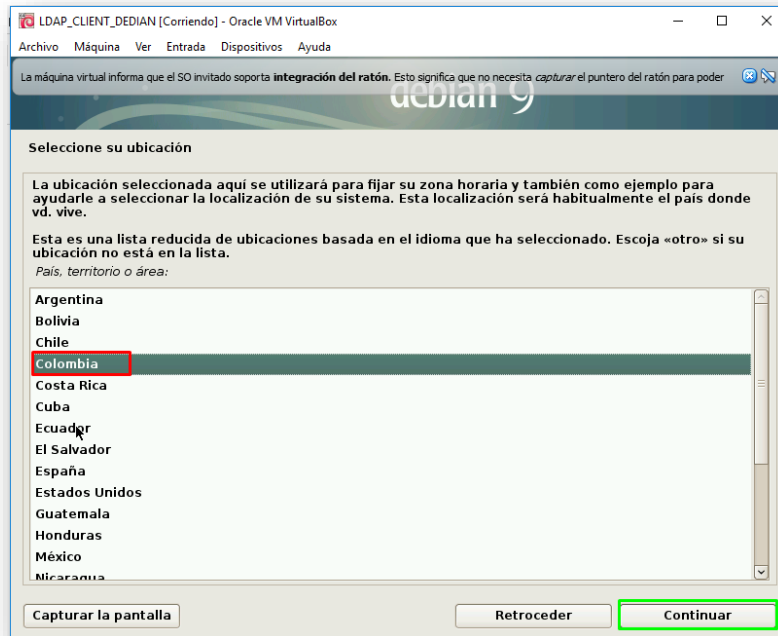 LDAP_CLIENT_DEDIAN [Corriendo] - Oracle VM VirtualBox
Archivo Máquina Ver Entrada Dispositivos Ayuda
La máquina virtual informa que el SO invitado soporta integración del ratón. Esto significa que no necesita capturar el puntero del ratón para poder
debian 9
Seleccione su ubicación
La ubicación seleccionada aquí se utilizará para fijar su zona horaria y también como ejemplo para
ayudarle a seleccionar la localización de su sistema. Esta localización será habitualmente el país donde
vd. vive.
Esta es una lista reducida de ubicaciones basada en el idioma que ha seleccionado. Escoja «otro» si su
ubicación no está en la lista.
País, territorio o área:
Argentina
Bolivia
Chile
Colombia
Costa Rica
Cuba
Ecuador
El Salvador
España
Estados Unidos
Guatemala
Honduras
México
Nicaragua
Capturar la pantalla
Retroceder
Continuar